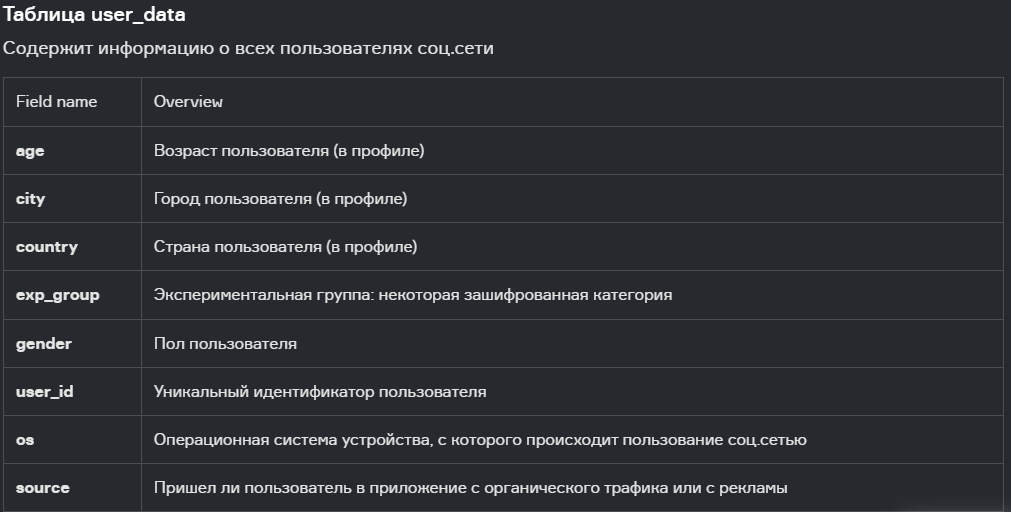 Таблица user_data
Содержит информацию о всех пользователях соц.сети
Field name Overview
age Возраст пользователя (в профиле)
city Город пользователя (в профиле)
country Страна пользователя (в профиле)
exp_group Экспериментальная группа: некоторая зашифрованная категория
gender Пол пользователя
user_id Уникальный идентификатор пользователя
os Операционная система устройства, с которого происходит пользование соц.сетью
source Пришел ли пользователь в приложение с органического трафика или с рекламы